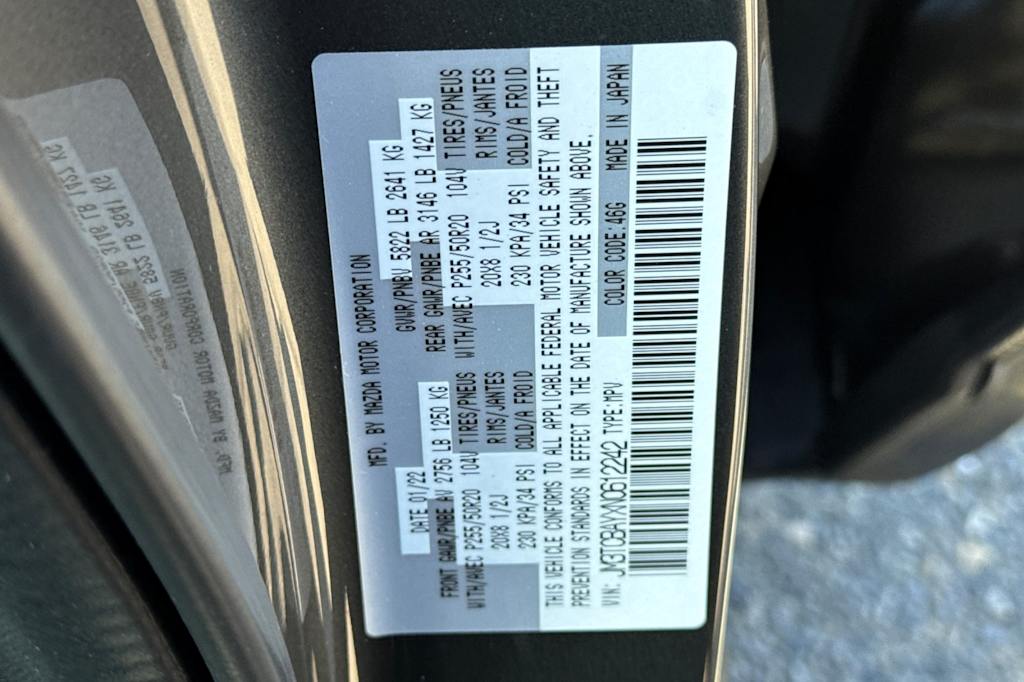 MFD. BY MAZDA MOTOR CORPORATION
DATE 01/22 GVWR/PNBV 5822 LB 2641 KG
FRONT GAWR/PNBE AV 2756 LB 1250 KG REAR GAWR/PNBE AR 3146 LB 1427 KG
WITH/AVEC P255/50R20 104V TIRES/PNEUS WITH/AVEC P255/50R20 104V TIRES/PNEUS
20X8 1/2J RIMS/JANTES 20X8 1/2J RIMS/JANTES
230 KPA/34 PSI COLD/A FROID 230 KPA/34 PSI COLD/A FROID
THIS VEHICLE CONFORMS TO ALL APPLICABLE FEDERAL MOTOR VEHICLE SAFETY AND THEFT
PREVENTION STANDARDS IN EFFECT ON THE DATE OF MANUFACTURE SHOWN ABOVE.
VIN: JM3TCBAYXN0612242 TYPE:MPV COLOR CODE:46G MADE IN JAPAN